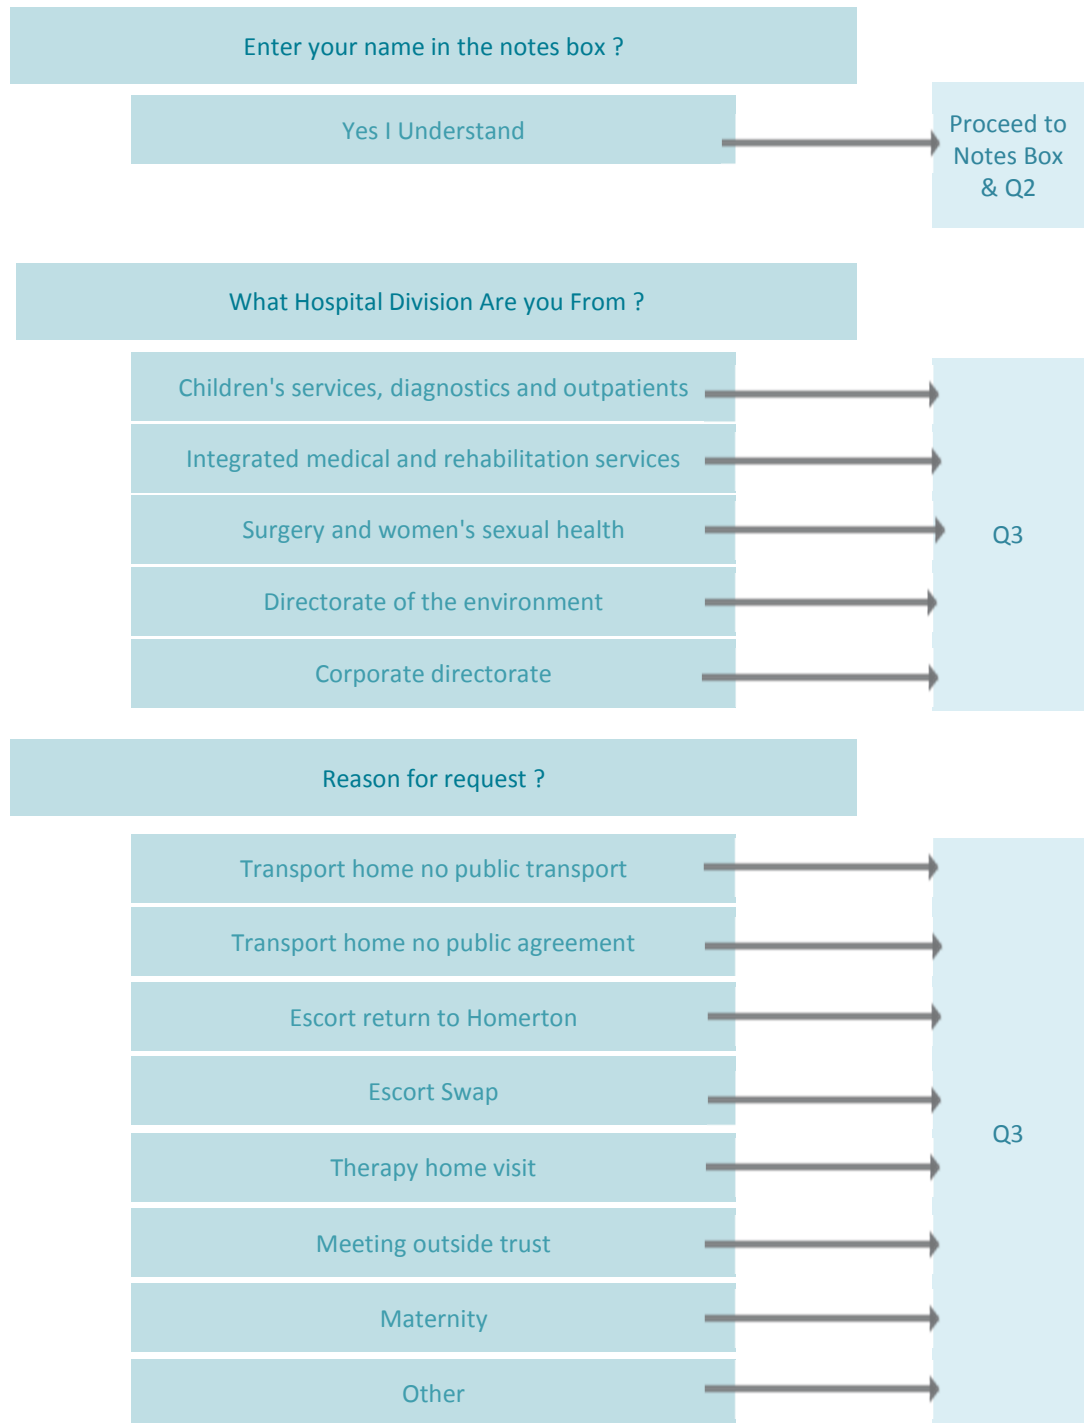 Enter your name in the notes box ?
Yes I Understand
Proceed to
Notes Box
& Q2
What Hospital Division Are you From ?
Children's services, diagnostics and outpatients
Integrated medical and rehabilitation services
Surgery and women's sexual health
Directorate of the environment
Corporate directorate
Q3
Reason for request ?
Transport home no public transport
Transport home no public agreement
Escort return to Homerton
Escort Swap
Therapy home visit
Meeting outside trust
Maternity
Other
Q3